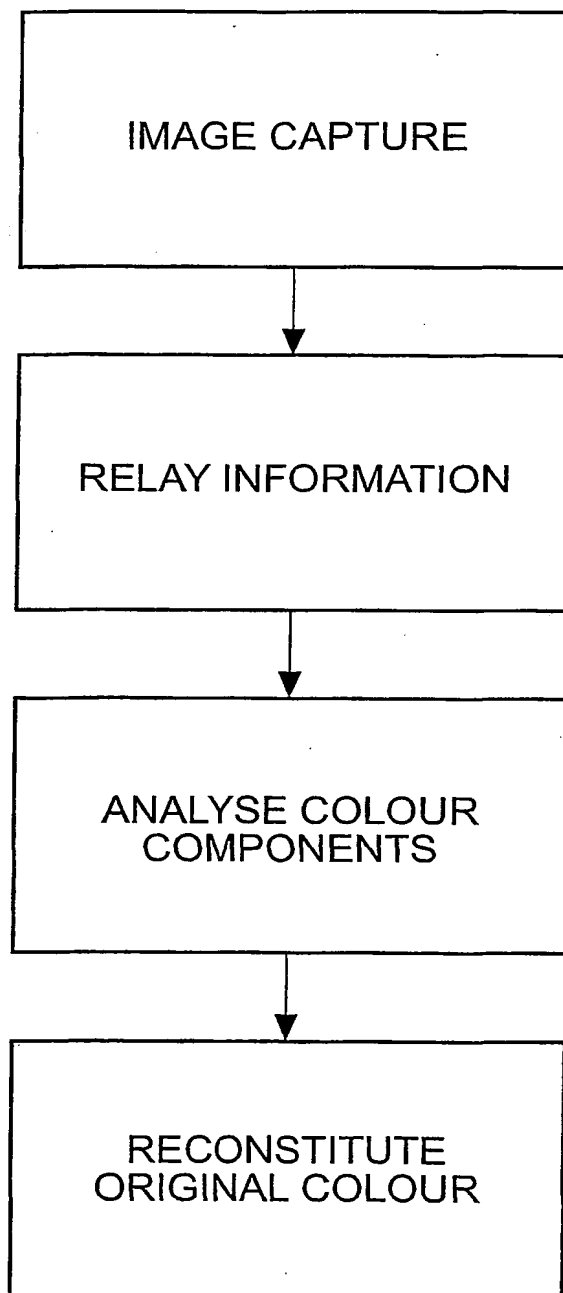 IMAGE CAPTURE
RELAY INFORMATION
ANALYSE COLOUR
COMPONENTS
RECONSTITUTE
ORIGINAL COLOUR